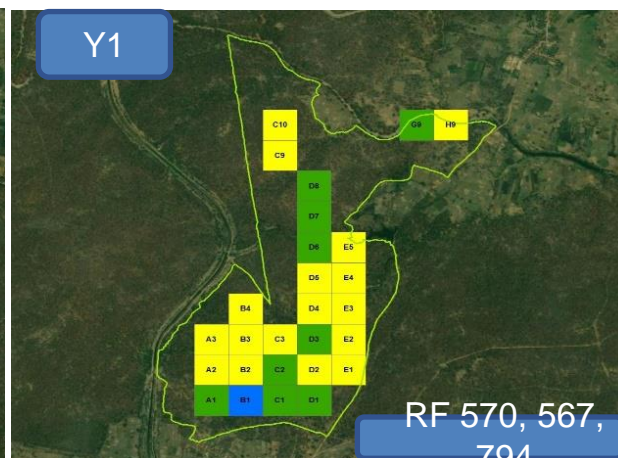 Y1
C10
G9 H9
C9
D8
D7
D6 E5
D5 E4
B4 D4 E3
A3 B3 C3 D3 E2
A2 B2 C2 D2 E1
A1 B1 C1 D1
RF 570, 567,
794